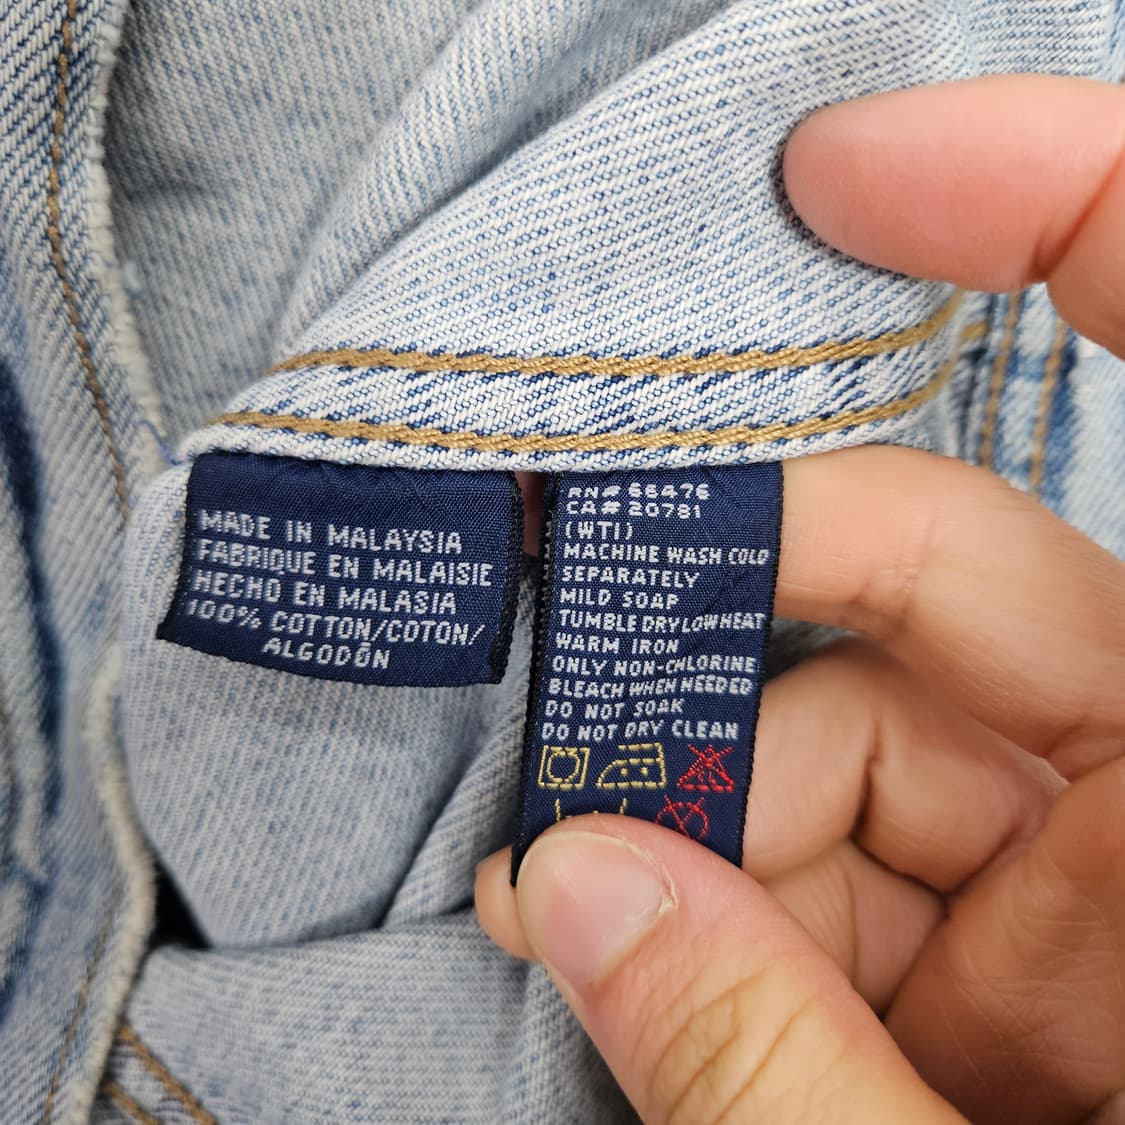 MADE IN MALAYSIA
FABRIQUE EN MALAISIE
HECHO EN MALASIA
100% COTTON/COTON/
ALGODÓN
RN# 66476
CA# 20781
(WTI)
MACHINE WASH COLD
SEPARATELY
MILD SOAP
TUMBLE DRY LOW HEAT
WARM IRON
ONLY NON-CHLORINE
BLEACH WHEN NEEDED
DO NOT SOAK
DO NOT DRY CLEAN